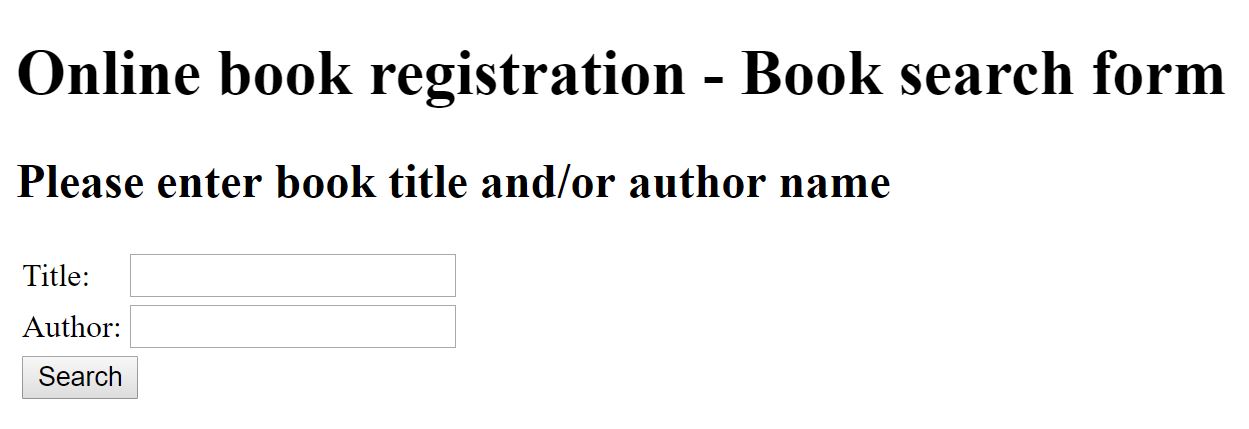 Online book registration - Book search form
Please enter book title and/or author name
Title:
Author:
Search